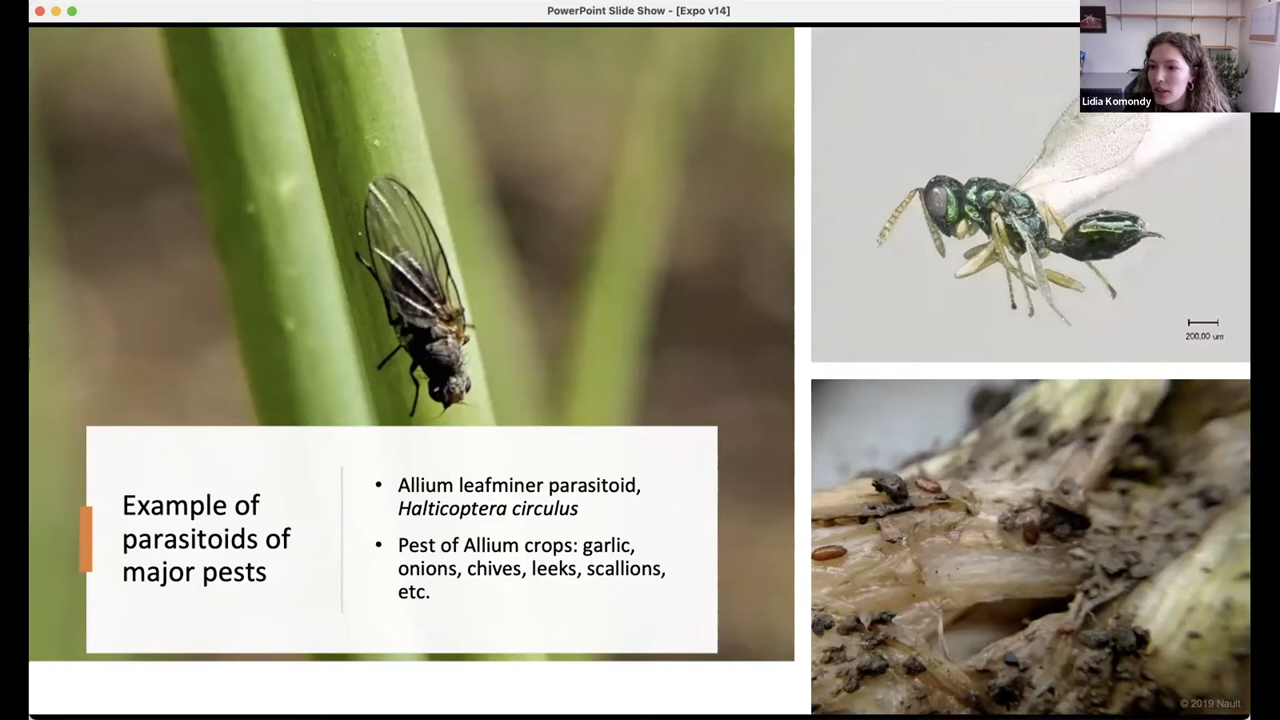 PowerPoint Slide Show - [Expo v14]
Lidia Komondy
200.00 um
Example of
parasitoids of
major pests
• Allium leafminer parasitoid,
Halticoptera circulus
• Pest of Allium crops: garlic,
onions, chives, leeks, scallions,
etc.
© 2019 Nault